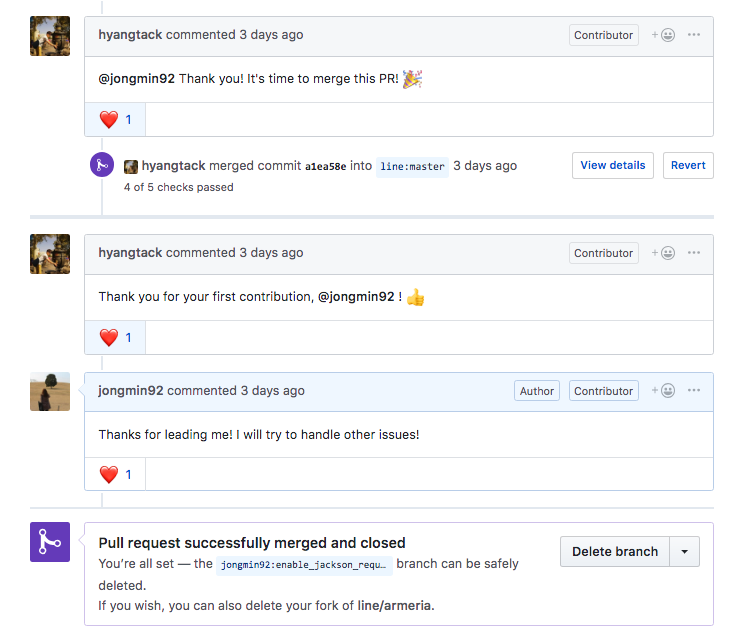 hyangtack commented 3 days ago Contributor
@jongmin92 Thank you! It's time to merge this PR! 🎉
❤️ 1
hyangtack merged commit a1ea58e into line:master 3 days ago View details Revert
4 of 5 checks passed
hyangtack commented 3 days ago Contributor
Thank you for your first contribution, @jongmin92 ! 👍
❤️ 1
jongmin92 commented 3 days ago Author Contributor
Thanks for leading me! I will try to handle other issues!
❤️ 1
Pull request successfully merged and closed
You're all set — the jongmin92:enable_jackson_requ… branch can be safely
deleted.
If you wish, you can also delete your fork of line/armeria.
Delete branch